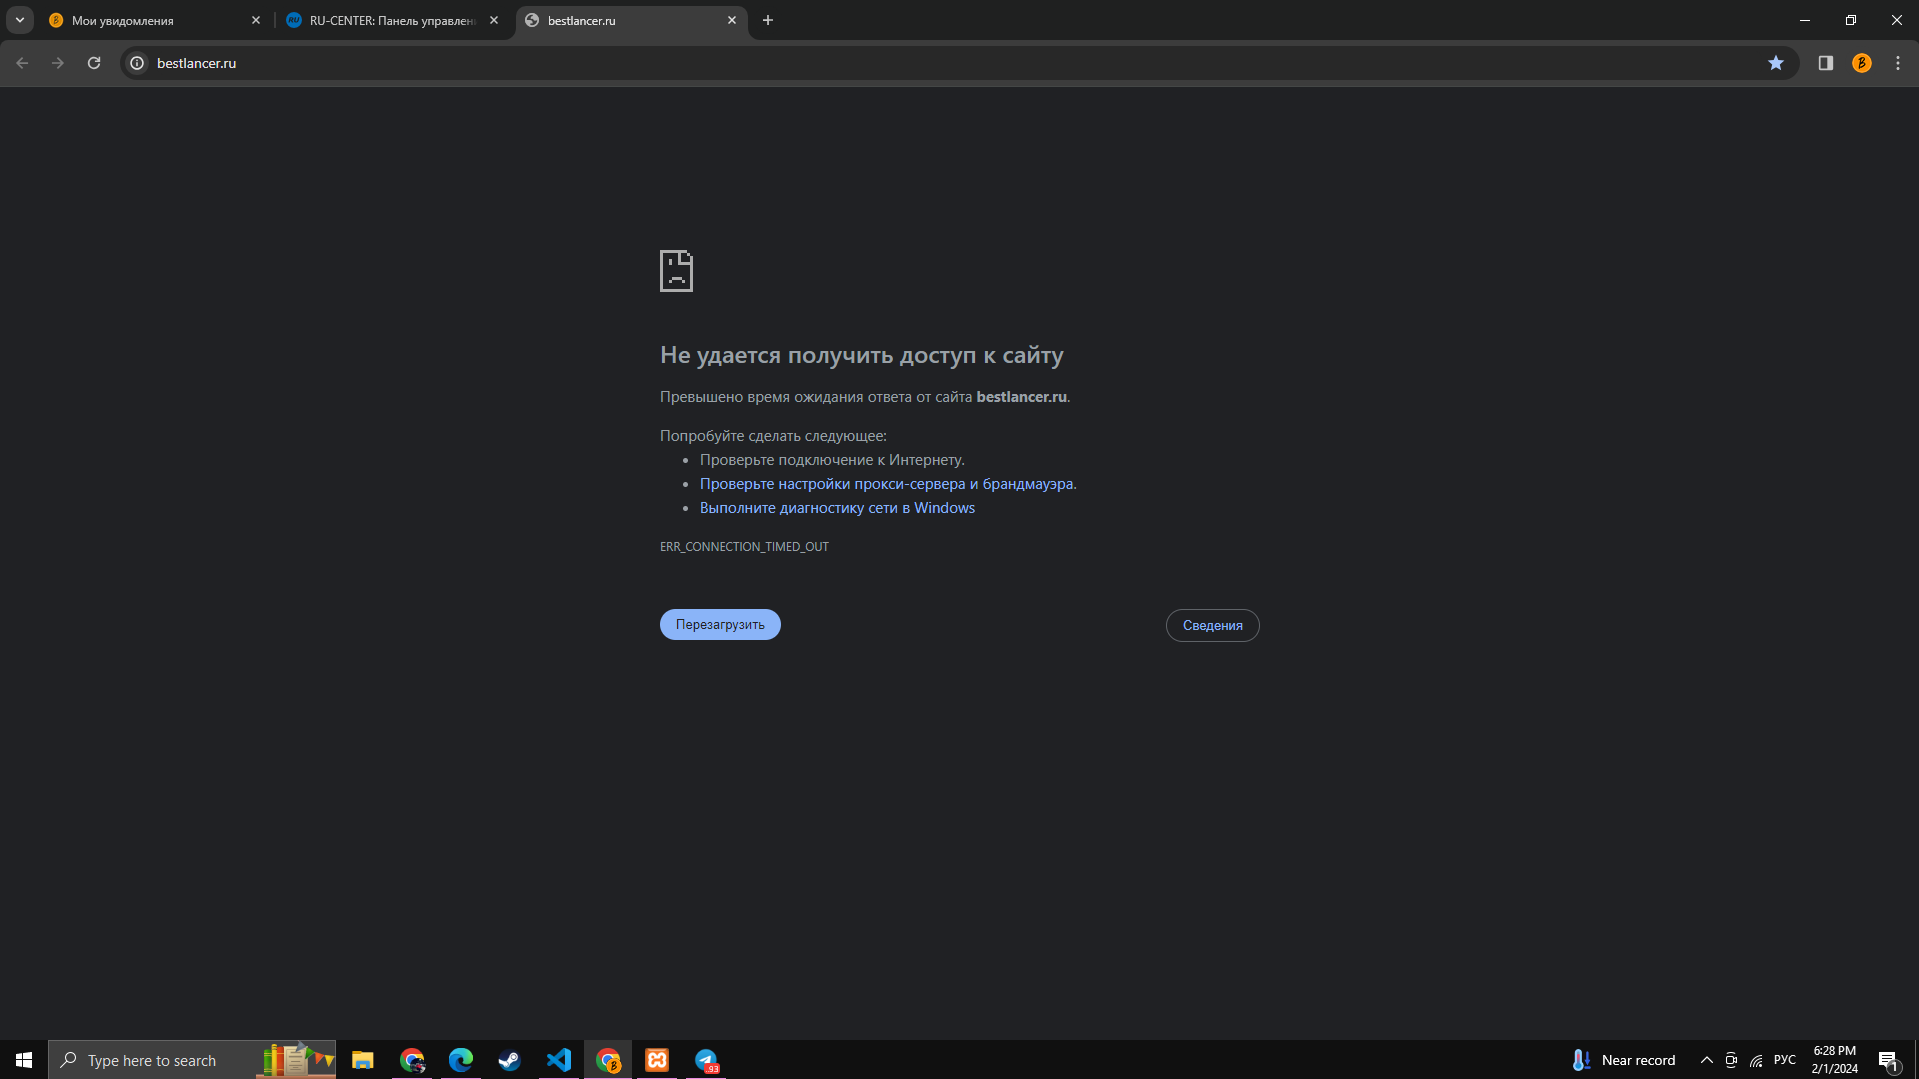 Мои увидомления
RU-CENTER: Панель управлен
bestlancer.ru
bestlancer.ru
Не удается получить доступ к сайту
Превышено время ожидания ответа от сайта bestlancer.ru.
Попробуйте сделать следующее:
Проверьте подключение к Интернету.
Проверьте настройки прокси-сервера и брандмауэра.
Выполните диагностику сети в Windows
ERR_CONNECTION_TIMED_OUT
Перезагрузить
Сведения
Type here to search
.93
Near record
РУС
6:28 PM
2/1/2024
1